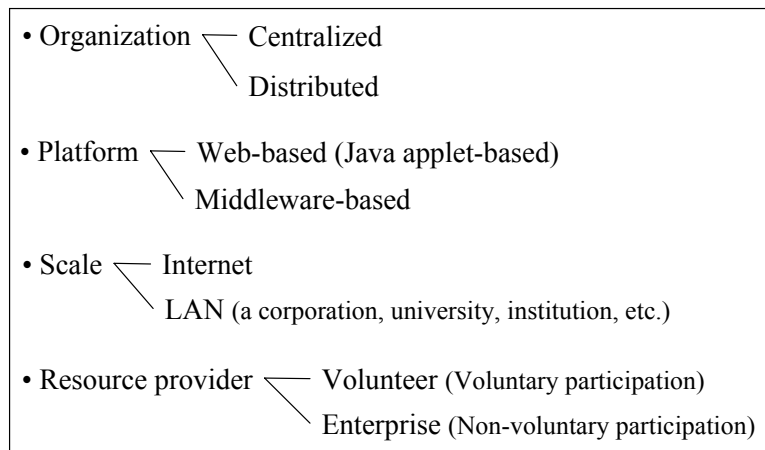 • Organization Centralized
Distributed
• Platform Web-based (Java applet-based)
Middleware-based
• Scale Internet
LAN (a corporation, university, institution, etc.)
• Resource provider Volunteer (Voluntary participation)
Enterprise (Non-voluntary participation)